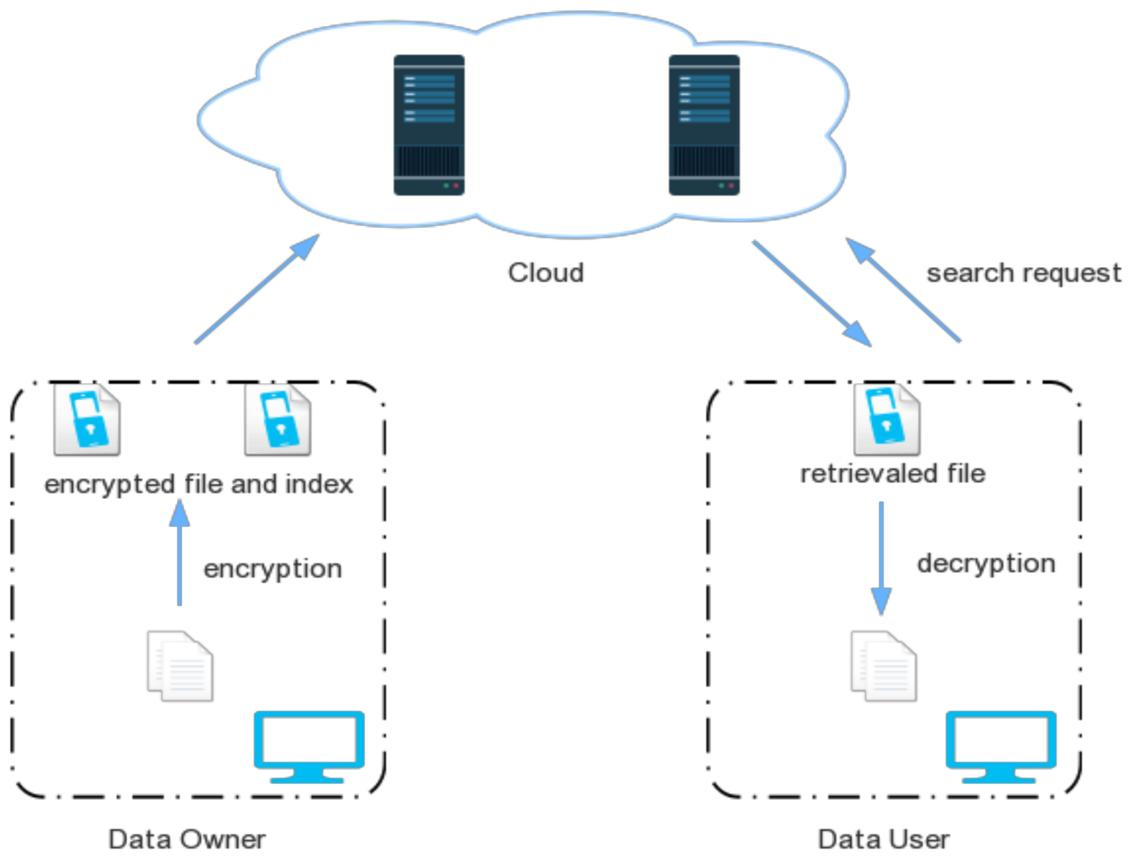 Cloud
search request
encrypted file and index
retrievaled file
encryption
decryption
Data Owner
Data User